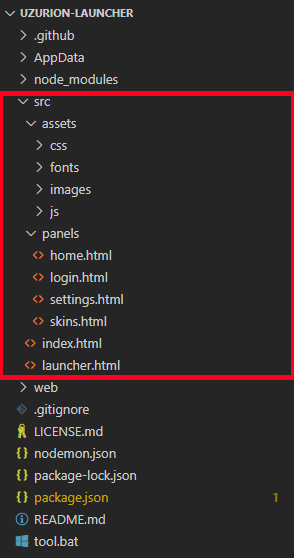 UZURION-LAUNCHER
.github
AppData
node_modules
src
assets
css
fonts
images
js
panels
home.html
login.html
settings.html
skins.html
index.html
launcher.html
web
.gitignore
LICENSE.md
nodemon.json
package-lock.json
package.json 1
README.md
tool.bat